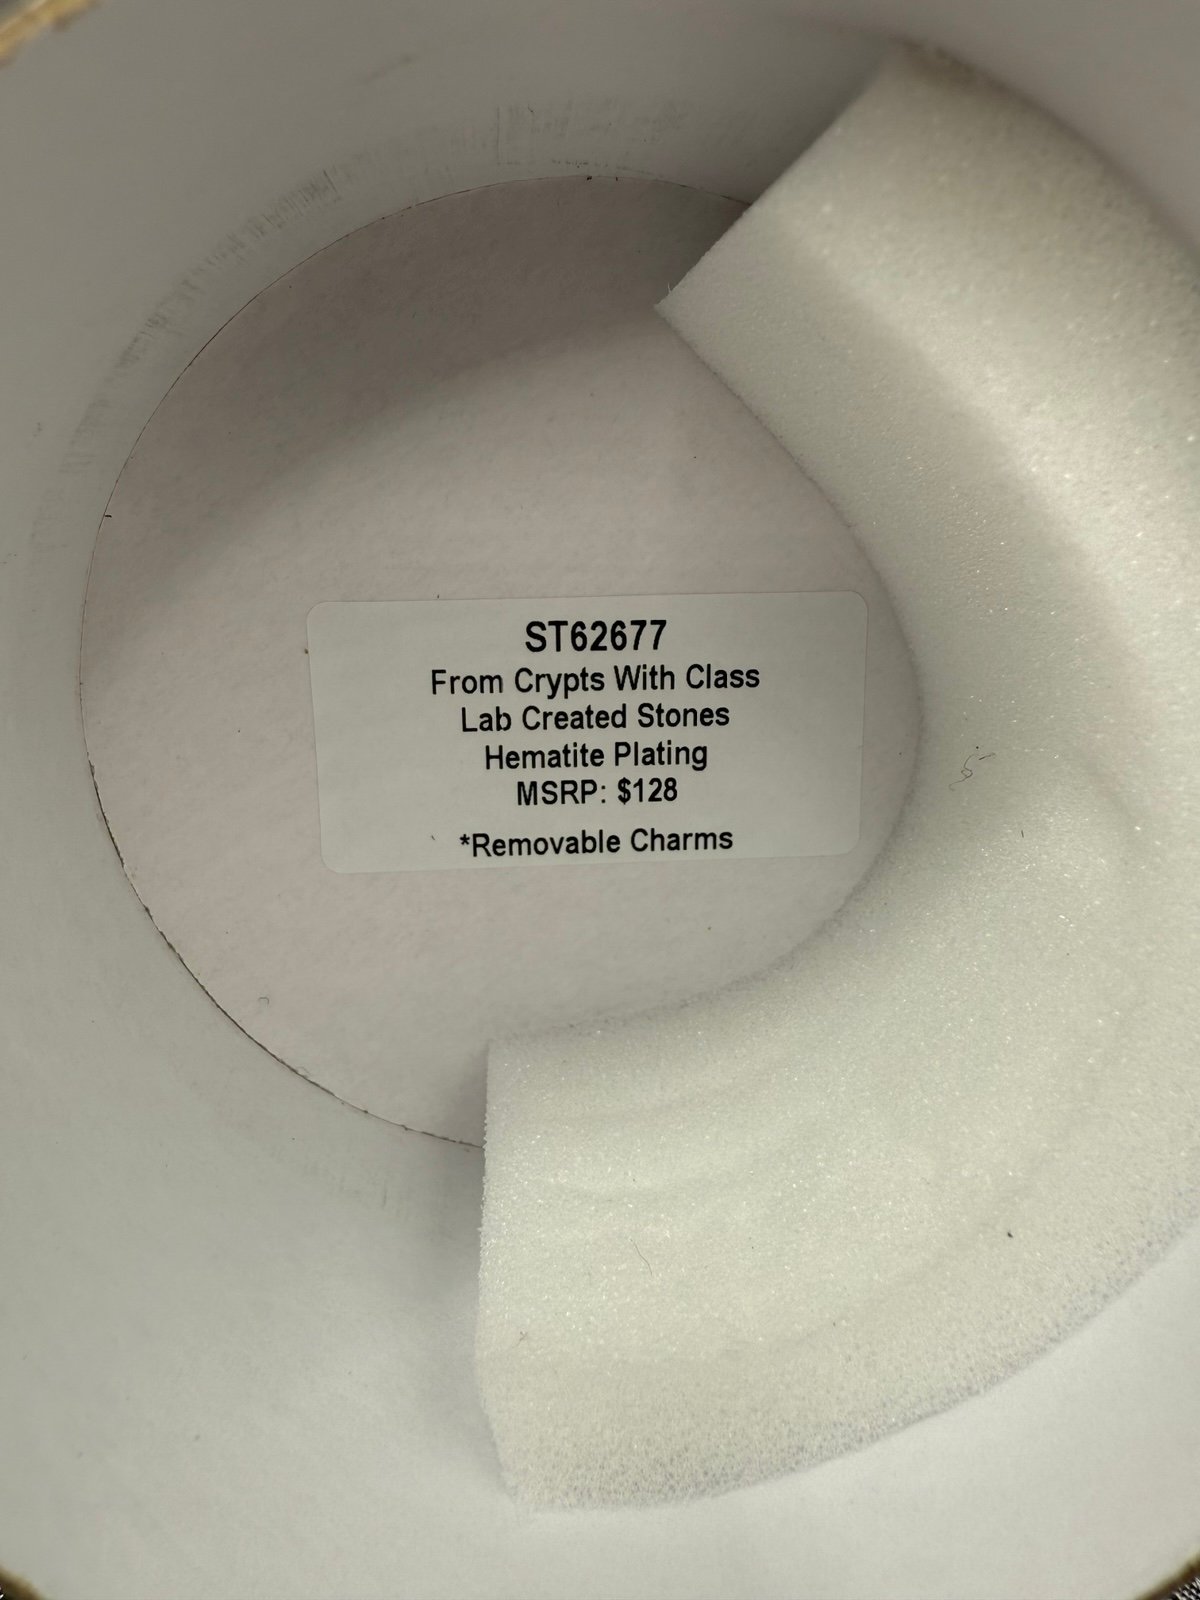 ST62677
From Crypts With Class
Lab Created Stones
Hematite Plating
MSRP: $128
*Removable Charms